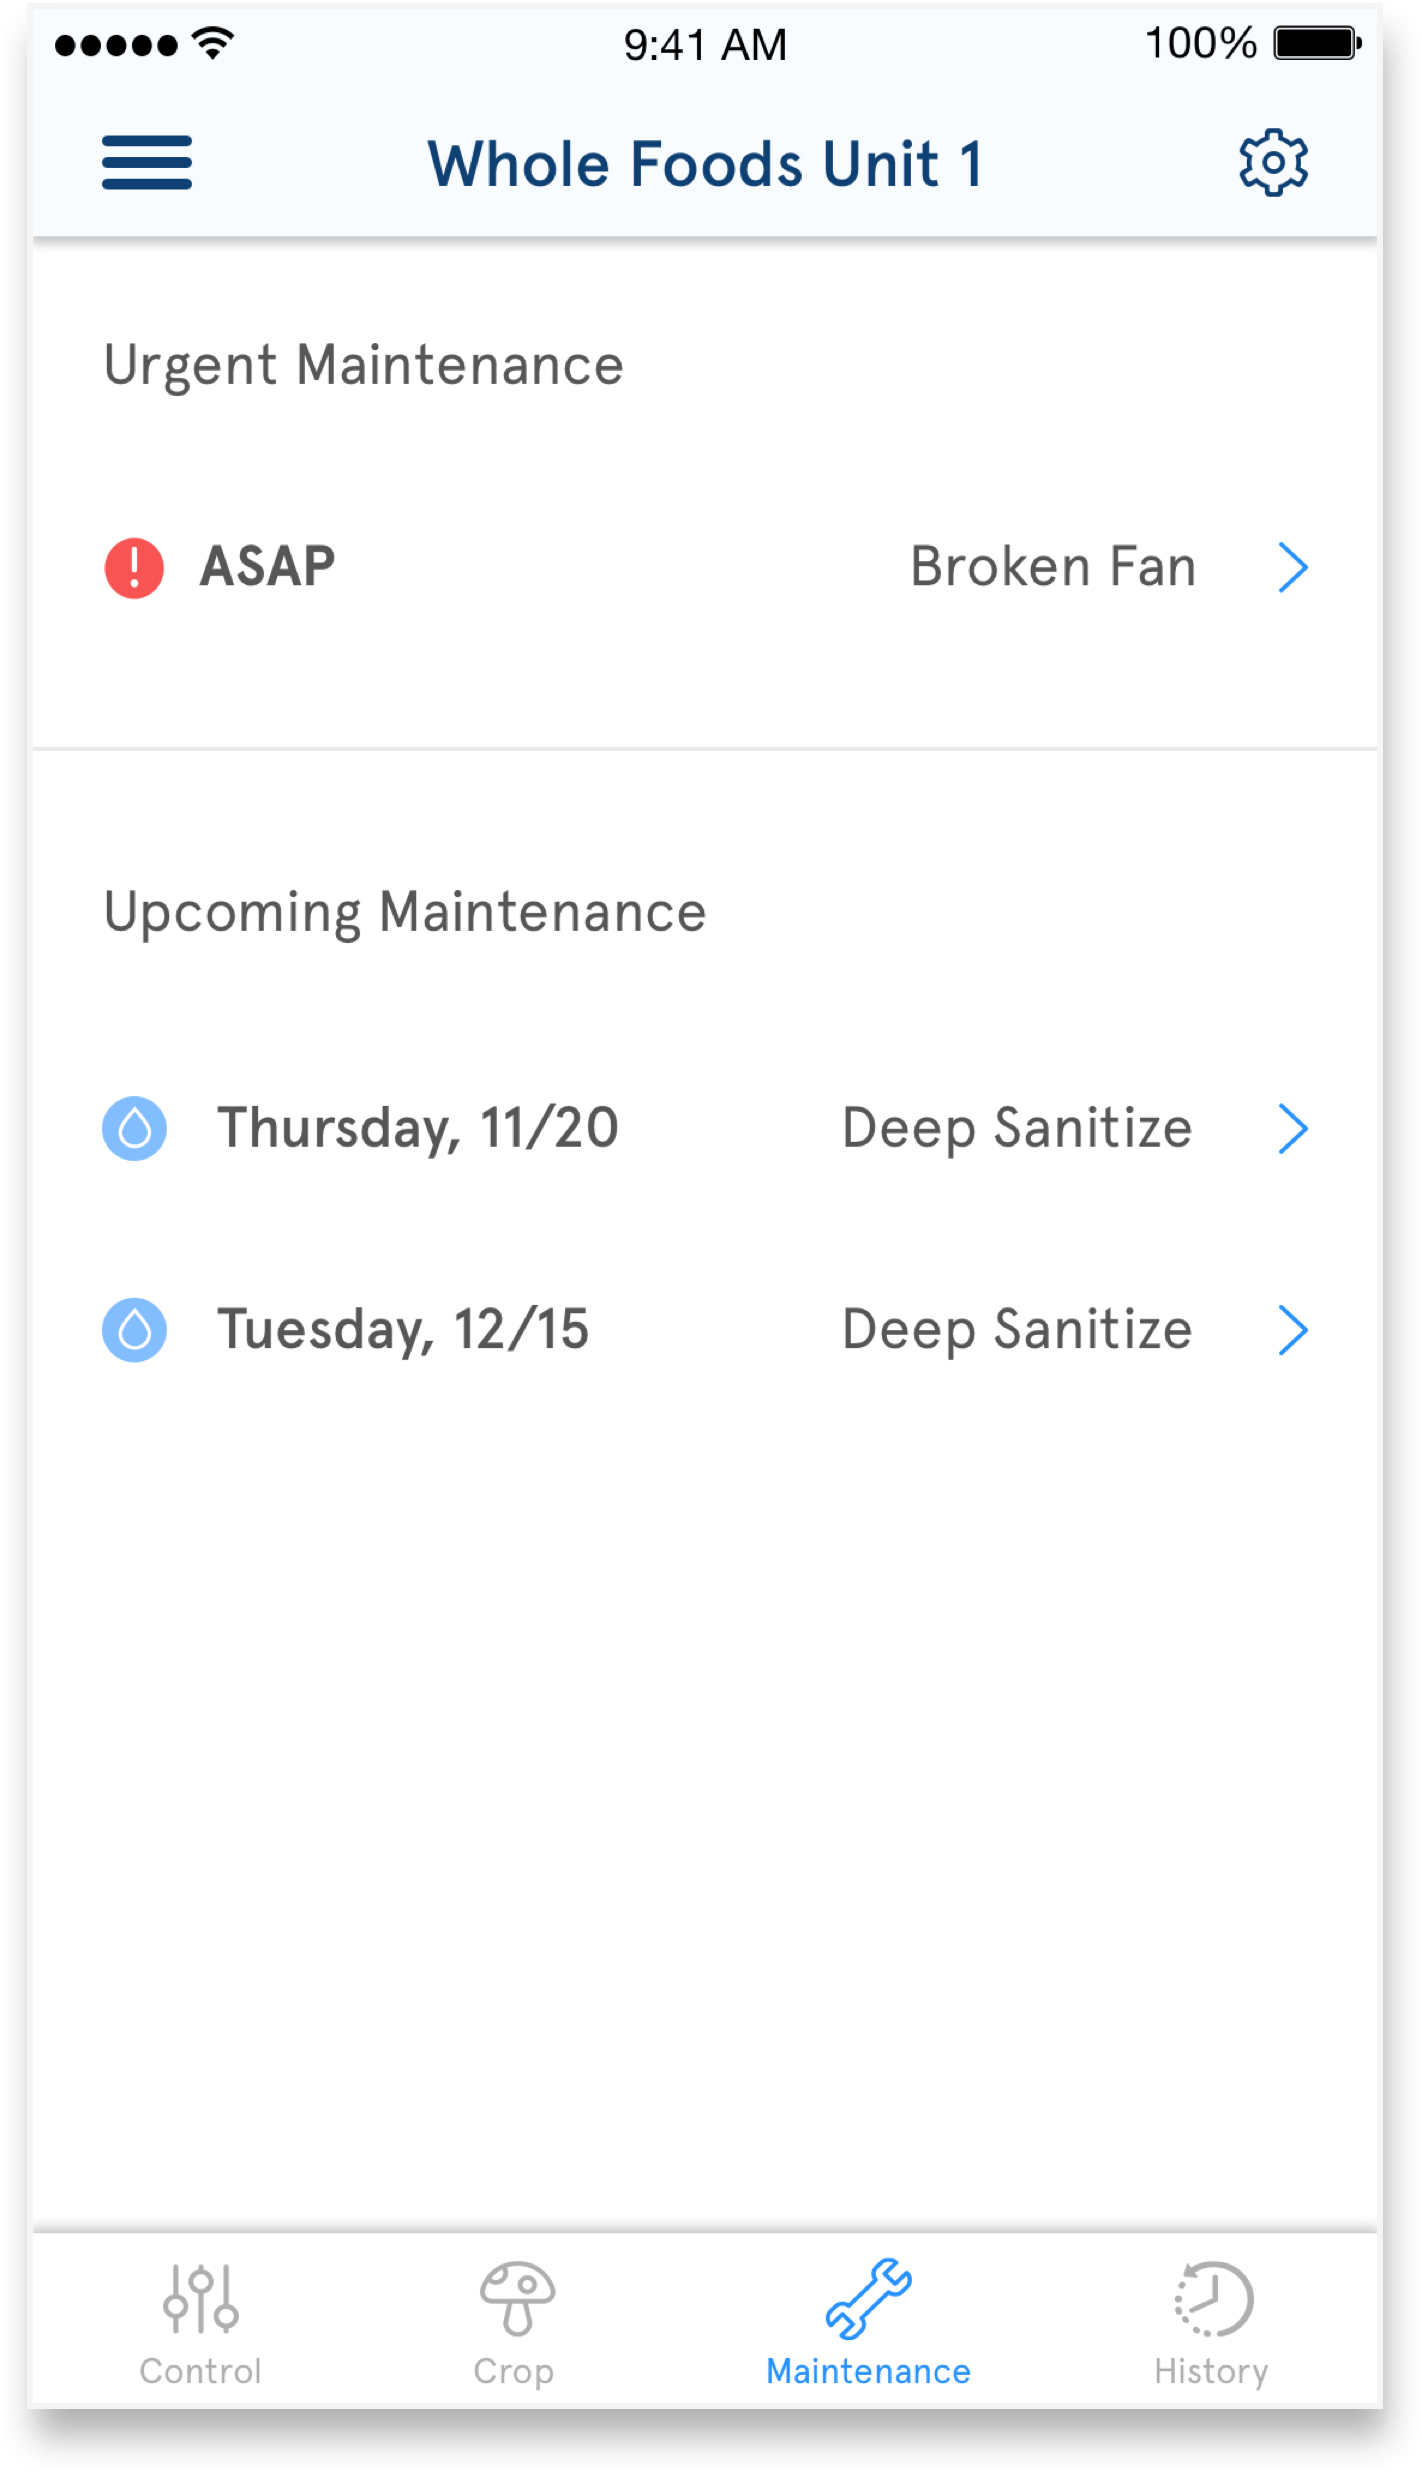 9:41 AM 100%
Whole Foods Unit 1
Urgent Maintenance
ASAP Broken Fan
Upcoming Maintenance
Thursday, 11/20 Deep Sanitize
Tuesday, 12/15 Deep Sanitize
Control Crop Maintenance History